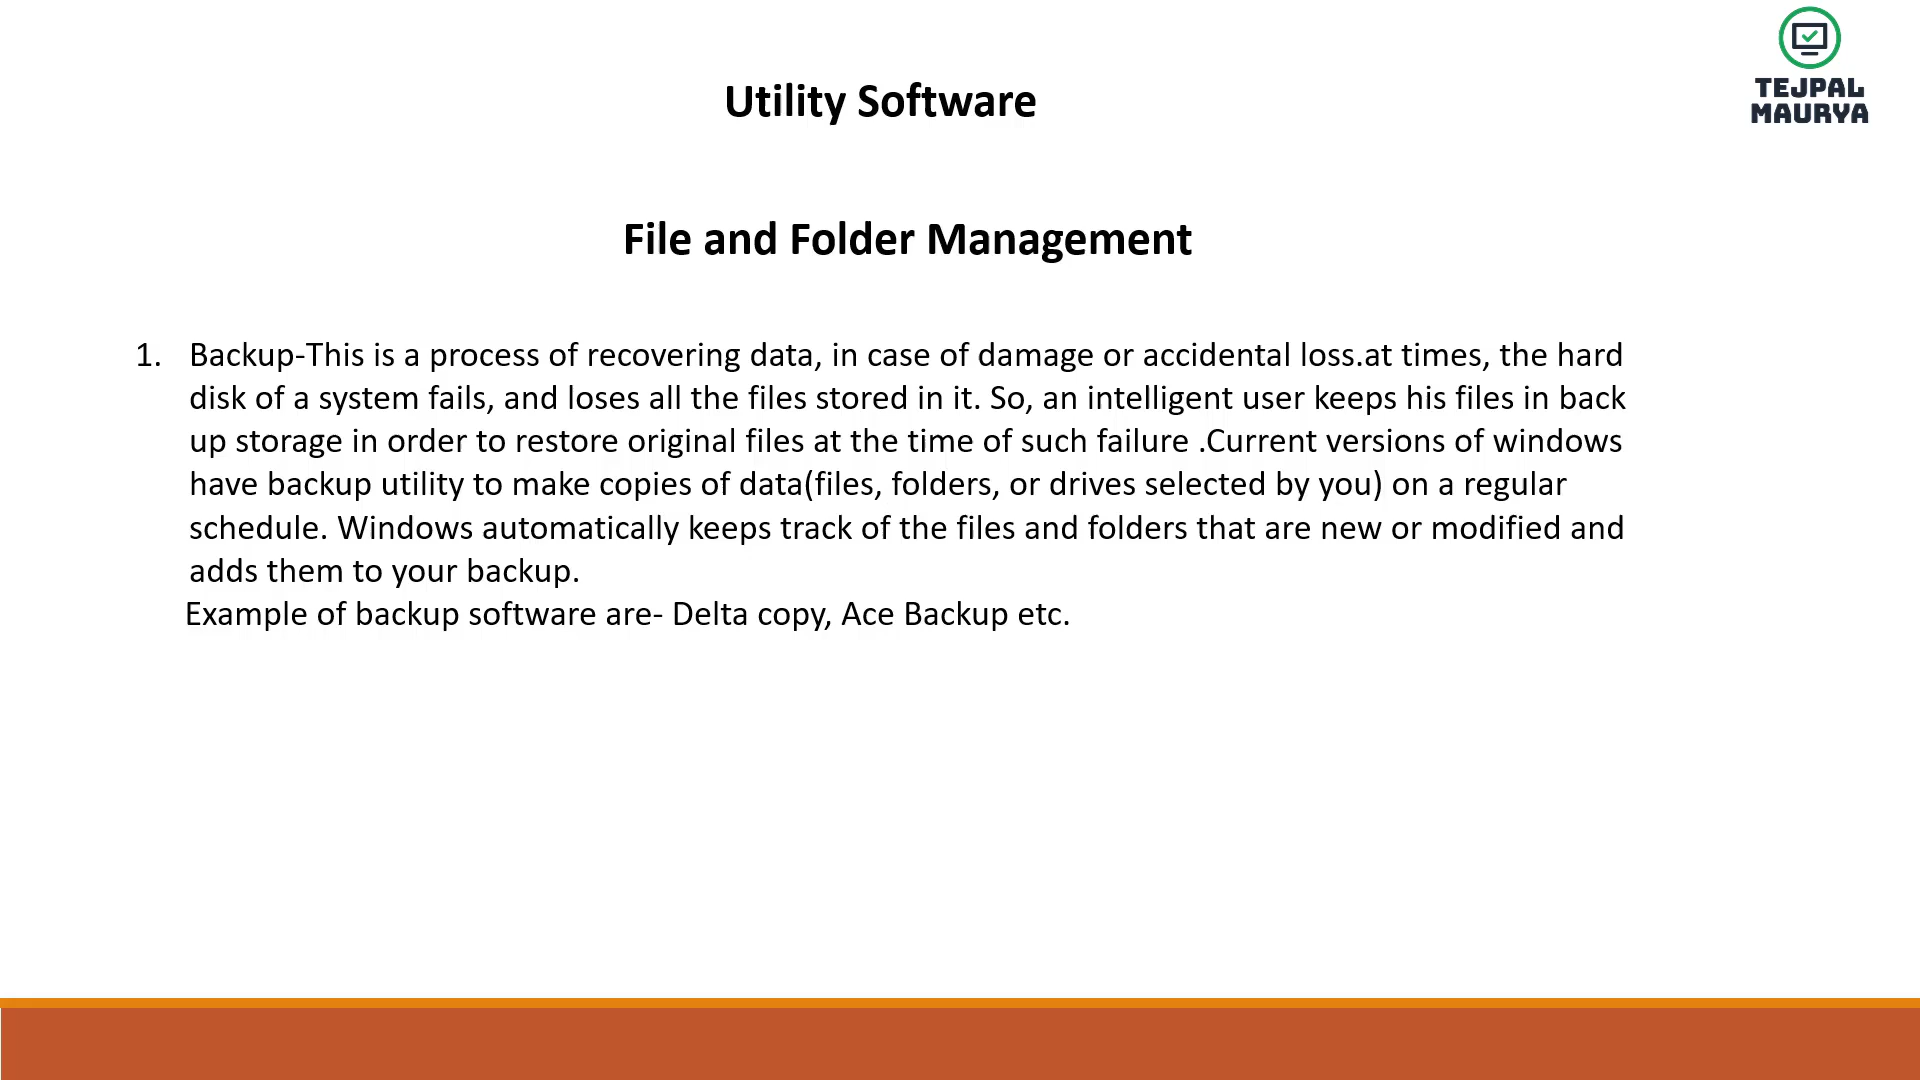 TEJPAL
MAURYA
Utility Software
File and Folder Management
1. Backup-This is a process of recovering data, in case of damage or accidental loss.at times, the hard
disk of a system fails, and loses all the files stored in it. So, an intelligent user keeps his files in back
up storage in order to restore original files at the time of such failure .Current versions of windows
have backup utility to make copies of data(files, folders, or drives selected by you) on a regular
schedule. Windows automatically keeps track of the files and folders that are new or modified and
adds them to your backup.
Example of backup software are- Delta copy, Ace Backup etc.